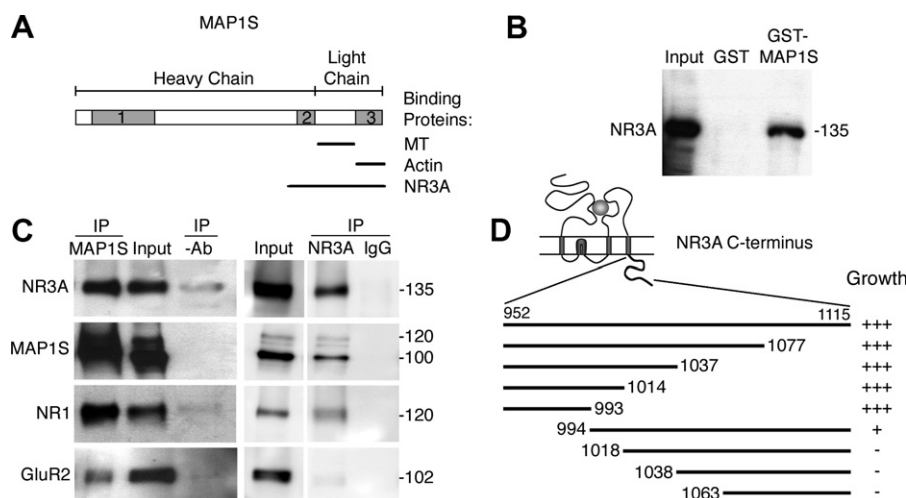 A
MAP1S
Heavy Chain
Light
Chain
1
2
3
Binding
Proteins:
MT
Actin
NR3A
B
Input GST GST-
MAP1S
NR3A
-135
C
IP
MAP1S Input IP
-Ab
Input IP
NR3A IgG
NR3A
-135
MAP1S
-120
-100
NR1
-120
GluR2
-102
D
NR3A C-terminus
Growth
952 1115
+++
1077 +++
1037 +++
1014 +++
993 +++
994 +
1018 -
1038 -
1063 -